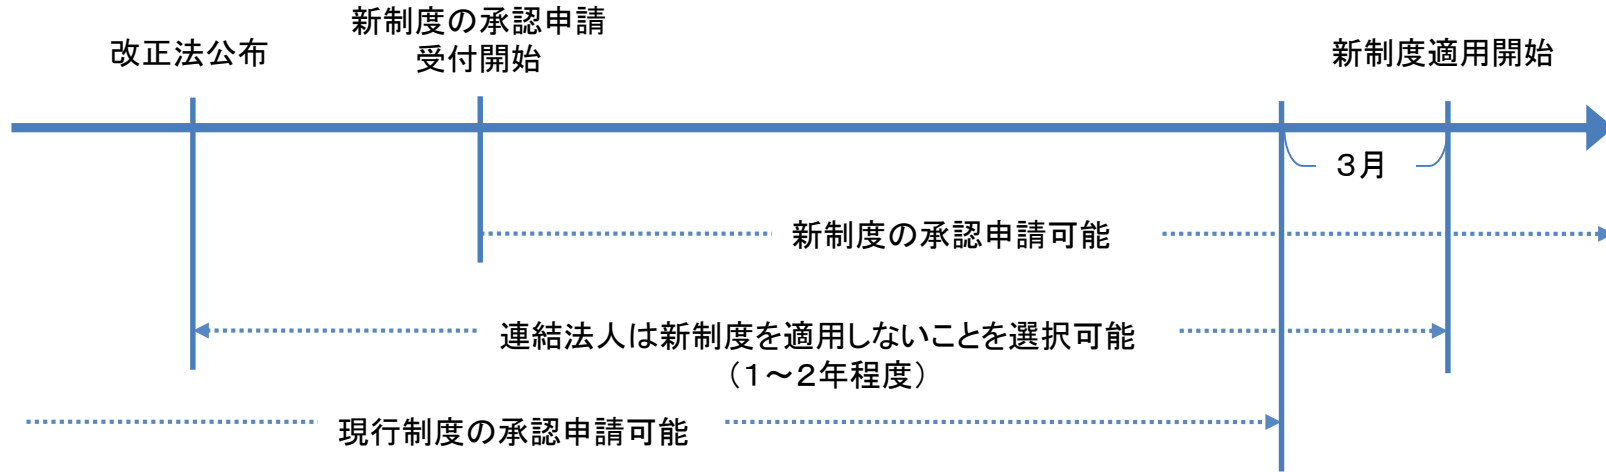 新制度の承認申請
受付開始
改正法公布
新制度適用開始
３月
新制度の承認申請可能
連結法人は新制度を適用しないことを選択可能
（１～２年程度）
現行制度の承認申請可能